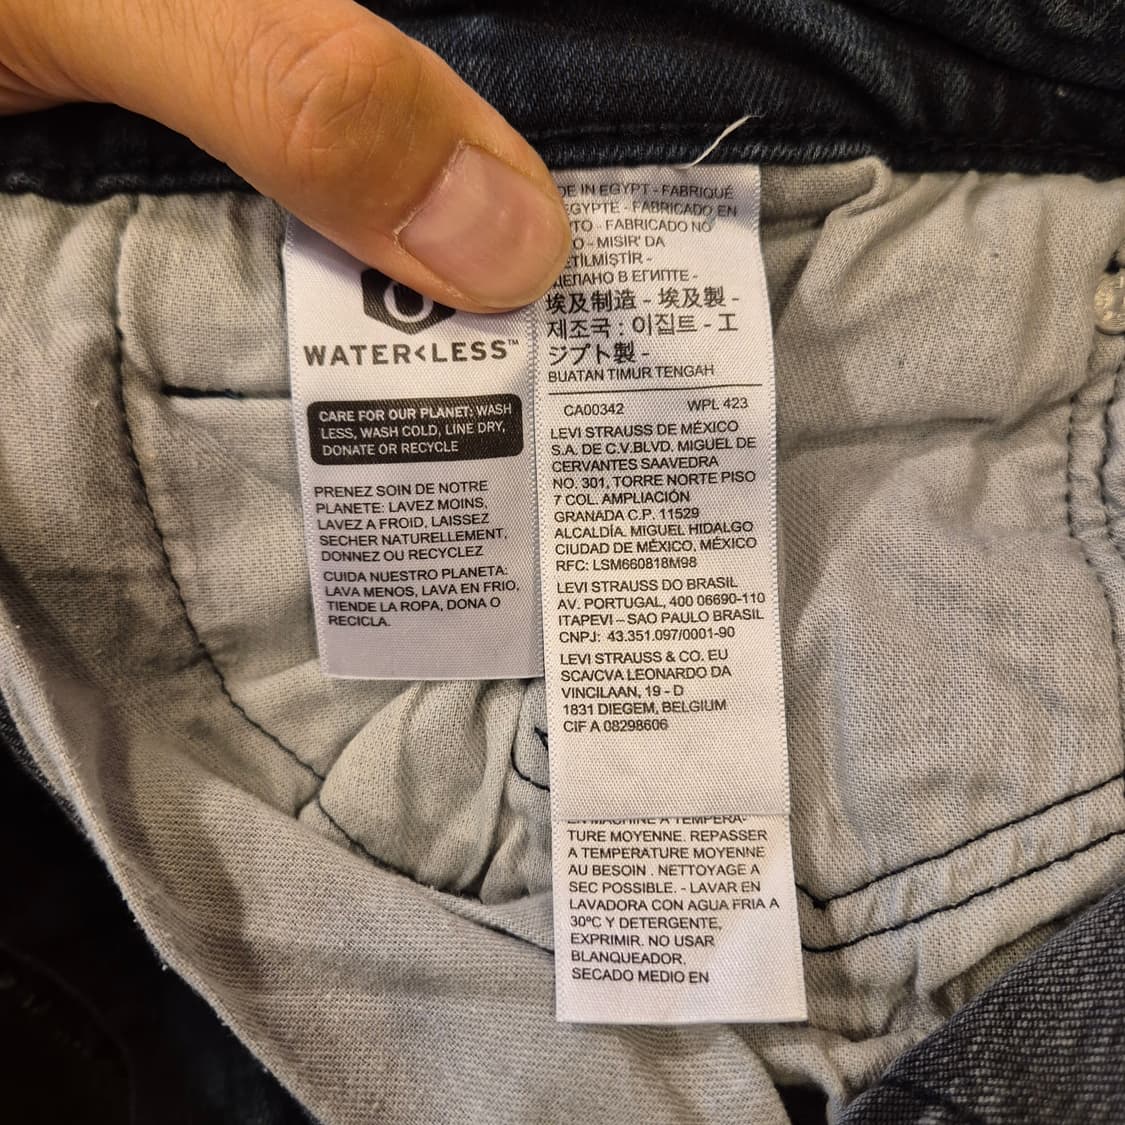 WATER<LESS™
CARE FOR OUR PLANET: WASH
LESS, WASH COLD, LINE DRY,
DONATE OR RECYCLE
PRENEZ SOIN DE NOTRE
PLANETE: LAVEZ MOINS,
LAVEZ A FROID, LAISSEZ
SECHER NATURELLEMENT,
DONNEZ OU RECYCLEZ
CUIDA NUESTRO PLANETA:
LAVA MENOS, LAVA EN FRIO,
TIENDE LA ROPA, DONA O
RECICLA.
IN EGYPT - FABRIQUÉ
EGYPTE - FABRICADO EN
- FABRICADO NO
- MISIR' DA
ETİLMİŞTİR -
В ЕГИПТЕ -
埃及制造 - 埃及製 -
제조국 : 이집트 - エ
ジプト製 -
BUATAN TIMUR TENGAH
CA00342 WPL 423
LEVI STRAUSS DE MÉXICO
S.A. DE C.V.BLVD. MIGUEL DE
CERVANTES SAAVEDRA
NO. 301, TORRE NORTE PISO
7 COL. AMPLIACIÓN
GRANADA C.P. 11529
ALCALDÍA. MIGUEL HIDALGO
CIUDAD DE MÉXICO, MÉXICO
RFC: LSM660818M98
LEVI STRAUSS DO BRASIL
AV. PORTUGAL, 400 06690-110
ITAPEVI – SAO PAULO BRASIL
CNPJ: 43.351.097/0001-90
LEVI STRAUSS & CO. EU
SCA/CVA LEONARDO DA
VINCILAAN, 19 - D
1831 DIEGEM, BELGIUM
CIF A 08298606
EN MACHINE A TEMPERA-
TURE MOYENNE. REPASSER
A TEMPERATURE MOYENNE
AU BESOIN . NETTOYAGE A
SEC POSSIBLE. - LAVAR EN
LAVADORA CON AGUA FRIA A
30ºC Y DETERGENTE,
EXPRIMIR. NO USAR
BLANQUEADOR.
SECADO MEDIO EN